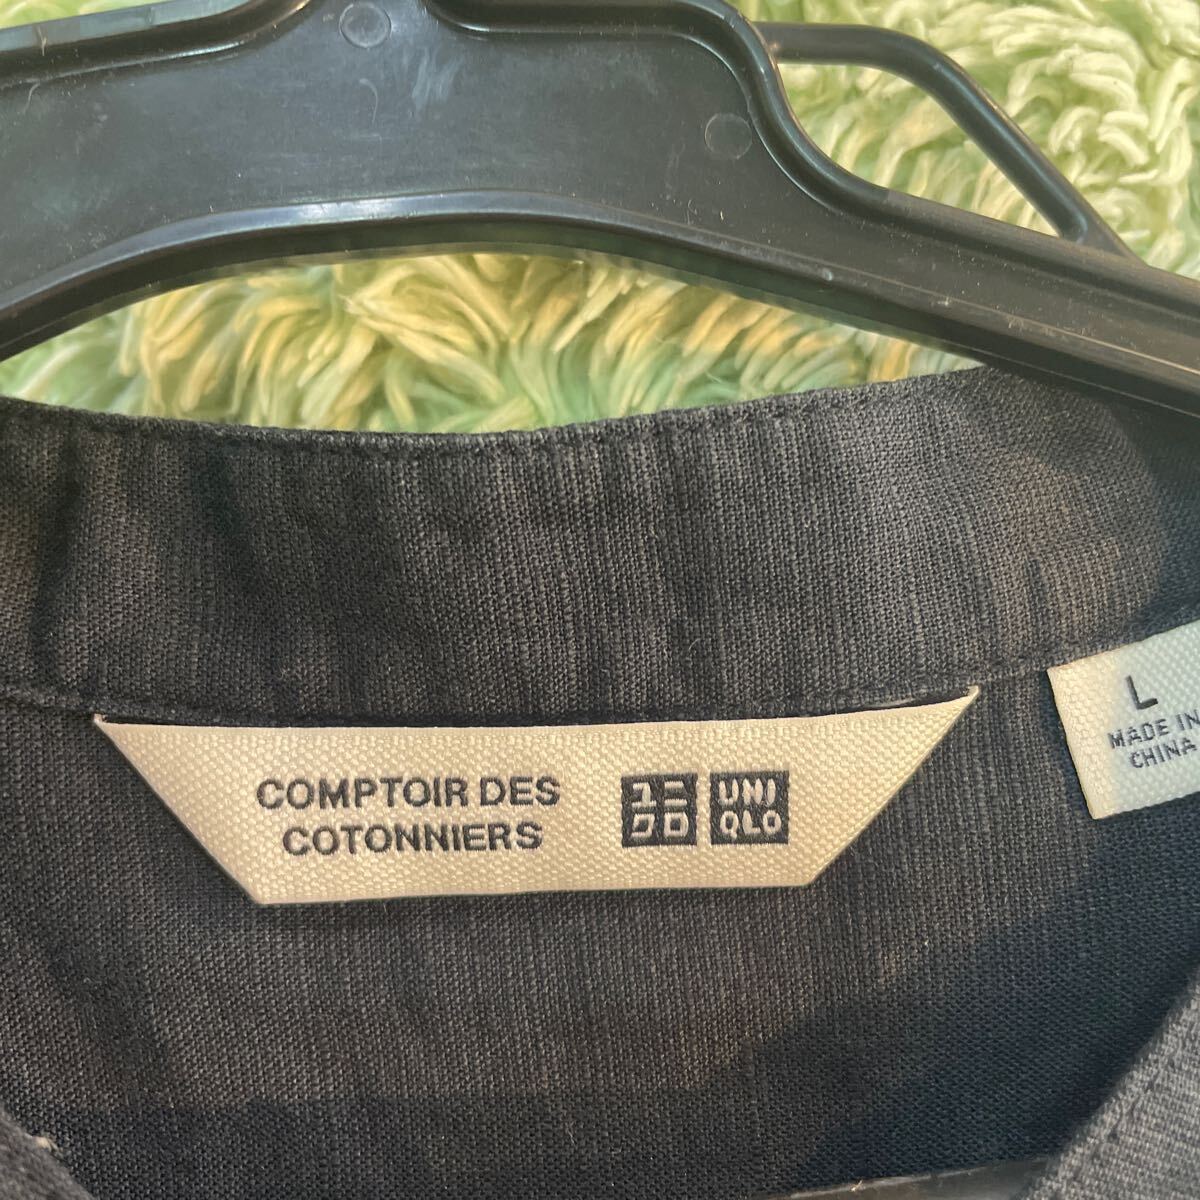 COMPTOIR DES
COTONNIERS
ユニ
クロ
UNI
QLO
L
MADE IN
CHINA